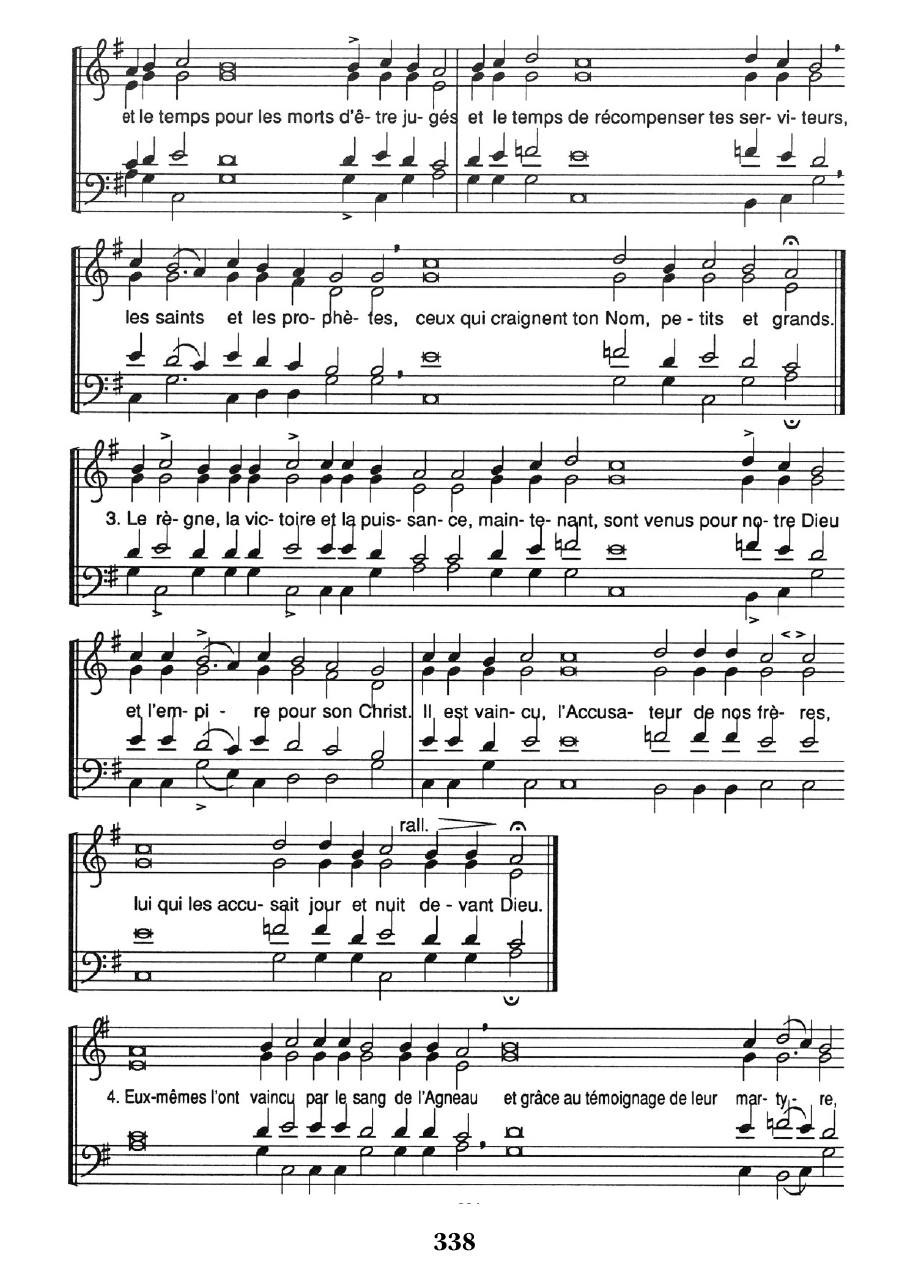 et le temps pour les morts d'ê- tre ju- gés et le temps de récompenser tes ser- vi- teurs,
les saints et les pro- phè- tes, ceux qui craignent ton Nom, pe - tits et grands.
3. Le rè- gne, la vic- toire et la puis- san- ce, main- te- nant, sont venus pour no- tre Dieu
et l'em- pi - re pour son Christ. Il est vain- cu, l'Accusa- teur de nos frè- res,
rall.
lui qui les accu- sait jour et nuit de - vant Dieu.
4. Eux-mêmes l'ont vaincu par le sang de l'Agneau et grâce au témoignage de leur mar- ty - re,
338